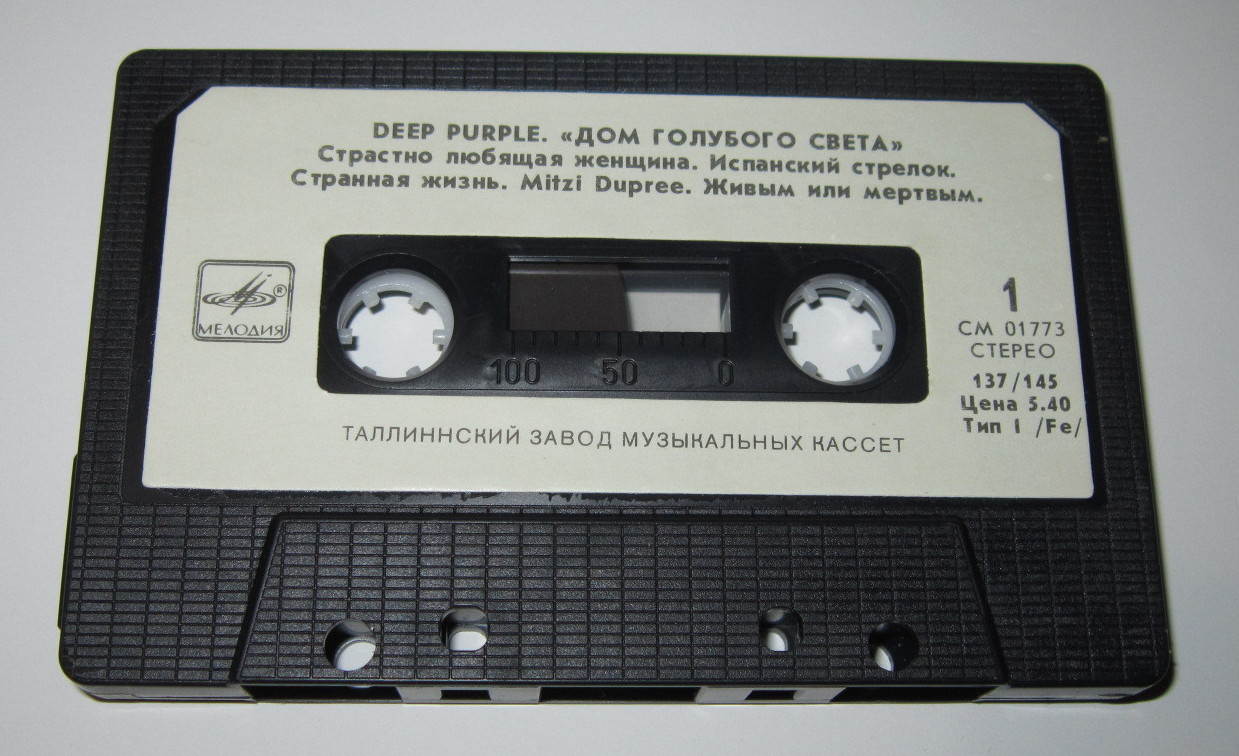 DEEP PURPLE. «ДОМ ГОЛУБОГО СВЕТА»
Страстно любящая женщина. Испанский стрелок.
Странная жизнь. Mitzi Dupree. Живым или мертвым.
®
МЕЛОДИЯ
1
СМ 01773
СТЕРЕО
137/145
Цена 5.40
Тип I /Fe/
100 50 0
ТАЛЛИННСКИЙ ЗАВОД МУЗЫКАЛЬНЫХ КАССЕТ